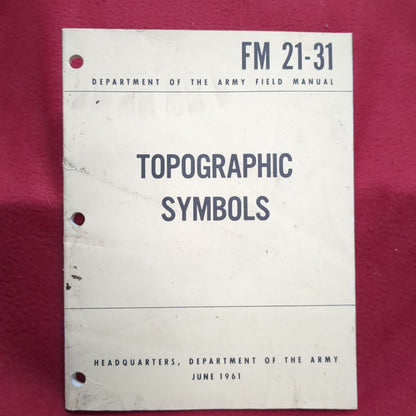 FM 21-31
DEPARTMENT OF THE ARMY FIELD MANUAL
TOPOGRAPHIC
SYMBOLS
HEADQUARTERS, DEPARTMENT OF THE ARMY
JUNE 1961